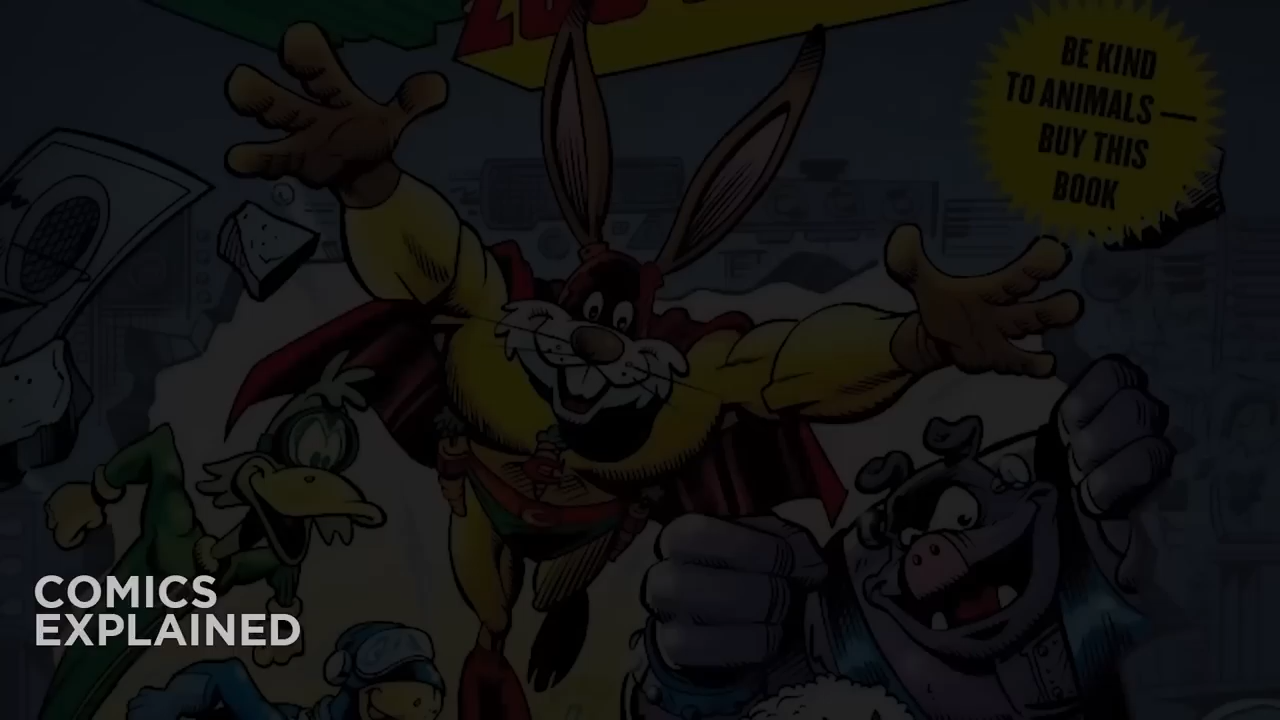 BE KIND
TO ANIMALS —
BUY THIS
BOOK
COMICS
EXPLAINED